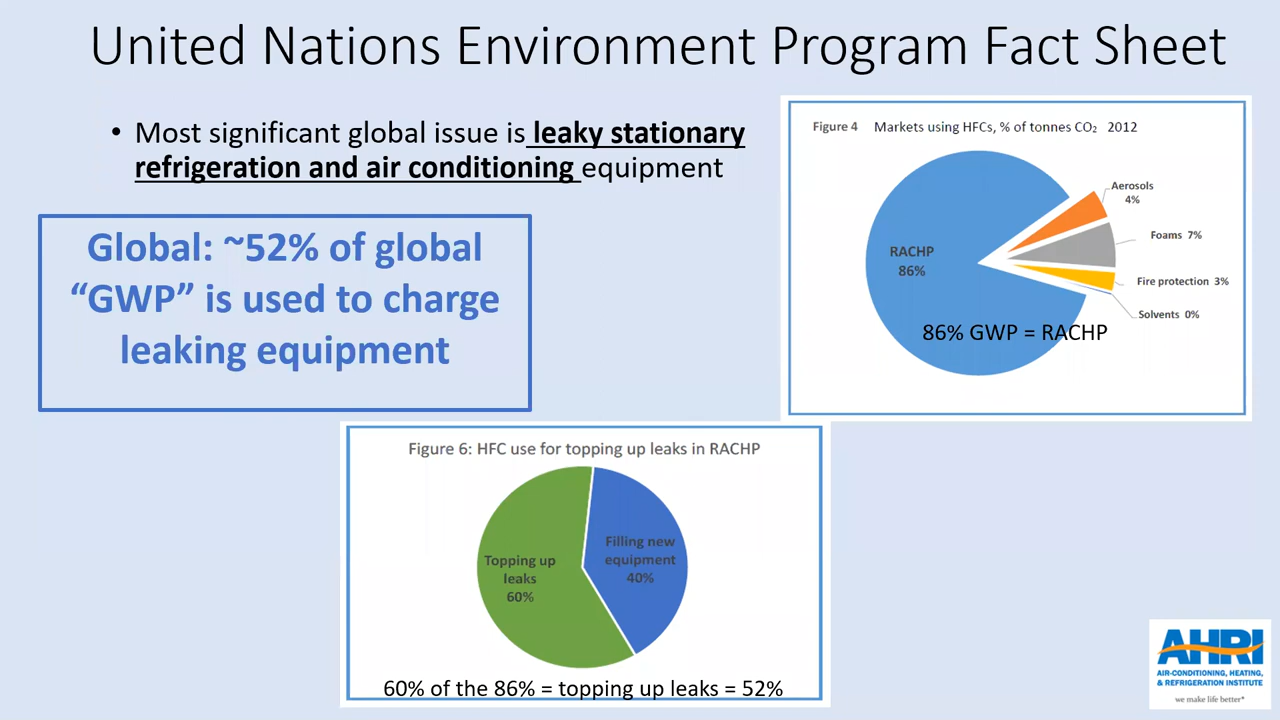 United Nations Environment Program Fact Sheet
• Most significant global issue is leaky stationary
refrigeration and air conditioning equipment
Global: ~52% of global
“GWP” is used to charge
leaking equipment
Figure 4 Markets using HFCs, % of tonnes CO₂ 2012
Aerosols
4%
Foams 7%
RACHP
86%
Fire protection 3%
Solvents 0%
86% GWP = RACHP
Figure 6: HFC use for topping up leaks in RACHP
Filling new
equipment
40%
Topping up
leaks
60%
60% of the 86% = topping up leaks = 52%
AHRI
AIR-CONDITIONING, HEATING,
& REFRIGERATION INSTITUTE
we make life better*